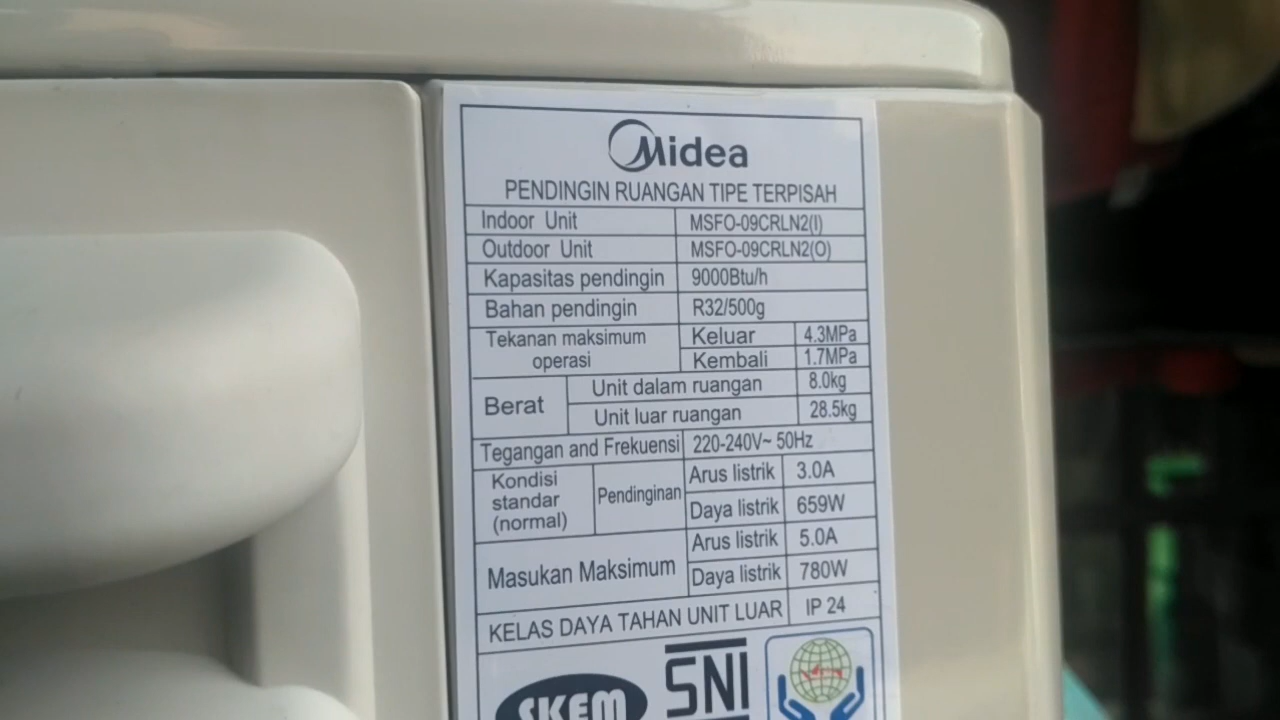 Midea
PENDINGIN RUANGAN TIPE TERPISAH
Indoor Unit MSFO-09CRLN2(I)
Outdoor Unit MSFO-09CRLN2(O)
Kapasitas pendingin 9000Btu/h
Bahan pendingin R32/500g
Tekanan maksimum operasi Keluar 4.3MPa
Kembali 1.7MPa
Berat Unit dalam ruangan 8.0kg
Unit luar ruangan 28.5kg
Tegangan and Frekuensi 220-240V~ 50Hz
Kondisi standar (normal) Pendinginan Arus listrik 3.0A
Daya listrik 659W
Masukan Maksimum Arus listrik 5.0A
Daya listrik 780W
KELAS DAYA TAHAN UNIT LUAR IP 24
SKEM SNI